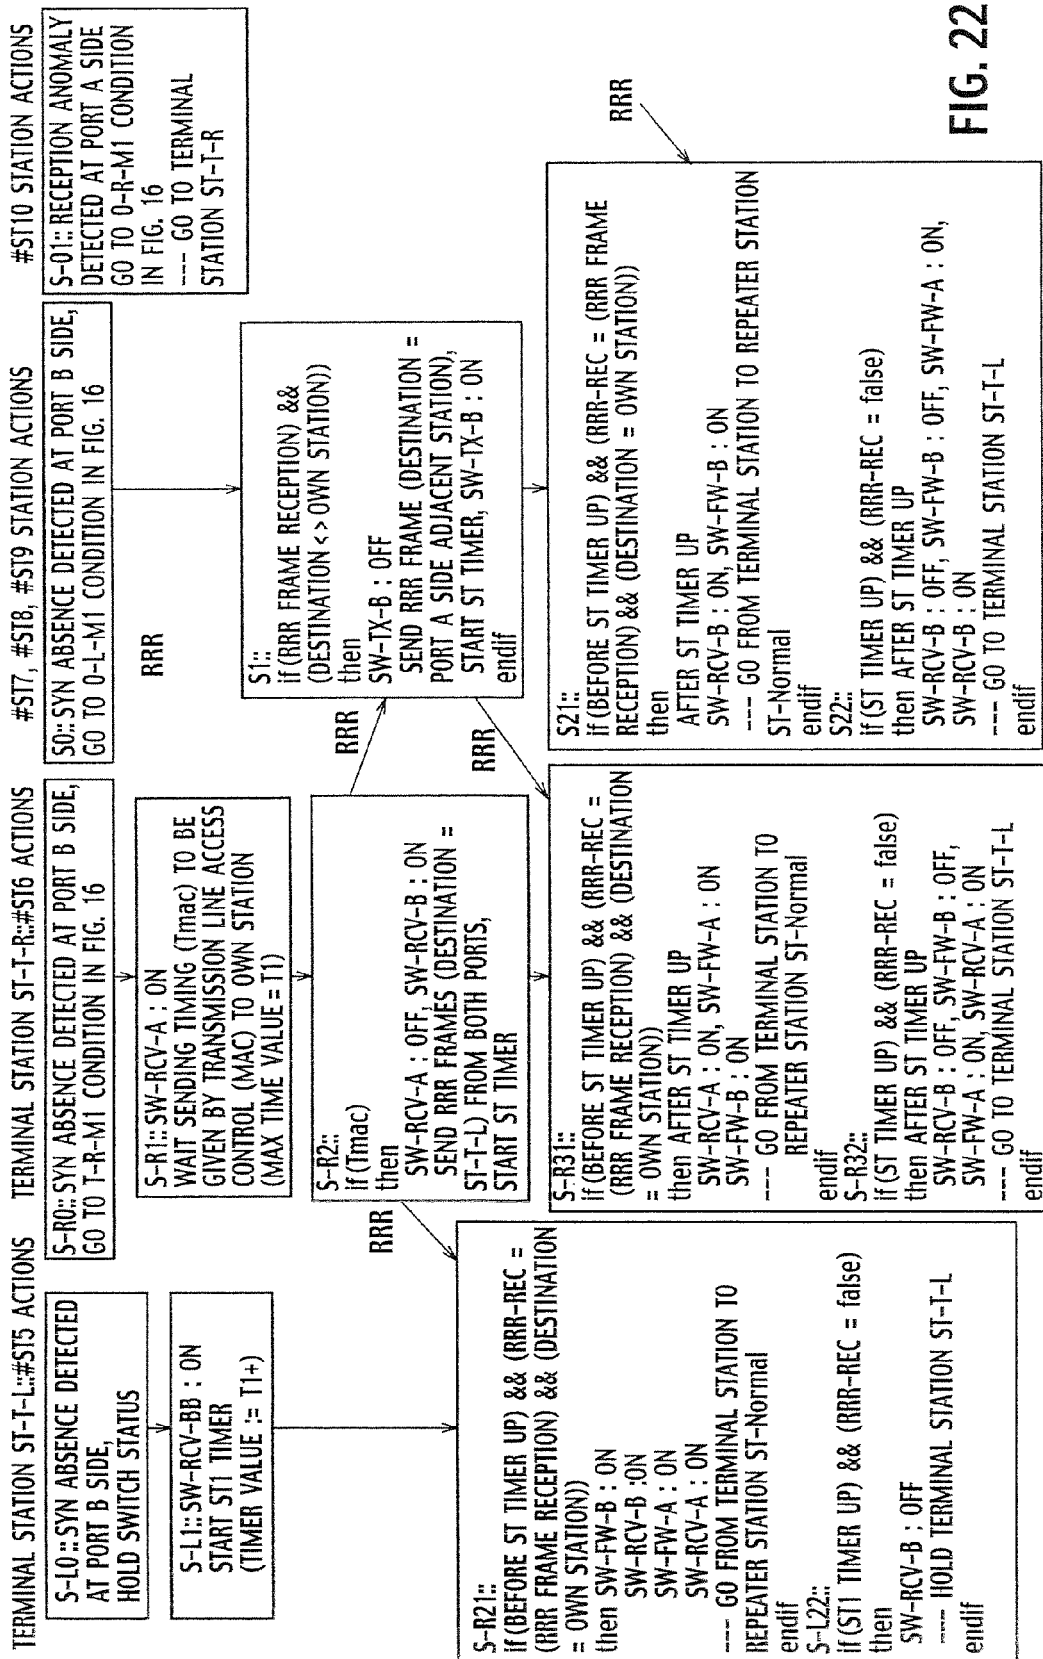 TERMINAL STATION ST-T-L::#ST5 ACTIONS
S-L0::SYN ABSENCE DETECTED
AT PORT B SIDE,
HOLD SWITCH STATUS
S-L1::SW-RCV-BB : ON
START ST1 TIMER
(TIMER VALUE := T1+)
S-R21::
if(BEFORE ST TIMER UP) && (RRR-REC =
(RRR FRAME RECEPTION) && (DESTINATION
= OWN STATION))
then SW-FW-B : ON
SW-RCV-B :ON
SW-FW-A : ON
SW-RCV-A : ON
--- GO FROM TERMINAL STATION TO
REPEATER STATION ST-Normal
endif
S-L22::
if(ST1 TIMER UP) && (RRR-REC = false)
then
SW-RCV-B : OFF
--- HOLD TERMINAL STATION ST-T-L
endif
TERMINAL STATION ST-T-R::#ST6 ACTIONS
S-R0::SYN ABSENCE DETECTED AT PORT B SIDE,
GO TO T-R-M1 CONDITION IN FIG. 16
S-R1::SW-RCV-A : ON
WAIT SENDING TIMING (Tmac) TO BE
GIVEN BY TRANSMISSION LINE ACCESS
CONTROL (MAC) TO OWN STATION
(MAX TIME VALUE = T1)
S-R2::
if(Tmac)
then
SW-RCV-A : OFF, SW-RCV-B : ON
SEND RRR FRAMES (DESTINATION =
ST-T-L) FROM BOTH PORTS,
START ST TIMER
RRR
RRR
S-R31::
if(BEFORE ST TIMER UP) && (RRR-REC =
(RRR FRAME RECEPTION) && (DESTINATION
= OWN STATION))
then AFTER ST TIMER UP
SW-RCV-A : ON, SW-FW-A : ON
SW-FW-B : ON
--- GO FROM TERMINAL STATION TO
REPEATER STATION ST-Normal
endif
S-R32::
if(ST TIMER UP) && (RRR-REC = false)
then AFTER ST TIMER UP
SW-RCV-B : OFF, SW-FW-B : OFF,
SW-FW-A : ON, SW-RCV-A : ON
--- GO TO TERMINAL STATION ST-T-L
endif
#ST7, #ST8, #ST9 STATION ACTIONS
S0::SYN ABSENCE DETECTED AT PORT B SIDE,
GO TO O-L-M1 CONDITION IN FIG. 16
RRR
S1::
if(RRR FRAME RECEPTION) &&
(DESTINATION<>OWN STATION))
then
SW-TX-B : OFF
SEND RRR FRAME (DESTINATION =
PORT A SIDE ADJACENT STATION),
START ST TIMER, SW-TX-B : ON
endif
RRR
S21::
if(BEFORE ST TIMER UP) && (RRR-REC = (RRR FRAME
RECEPTION) && (DESTINATION = OWN STATION))
then
AFTER ST TIMER UP
SW-RCV-B : ON, SW-FW-B : ON
--- GO FROM TERMINAL STATION TO REPEATER STATION
ST-Normal
endif
S22::
if(ST TIMER UP) && (RRR-REC = false)
then AFTER ST TIMER UP
SW-RCV-B : OFF, SW-FW-B : OFF, SW-FW-A : ON,
SW-RCV-B : ON
--- GO TO TERMINAL STATION ST-T-L
endif
#ST10 STATION ACTIONS
S-01::RECEPTION ANOMALY
DETECTED AT PORT A SIDE
GO TO O-R-M1 CONDITION
IN FIG. 16
--- GO TO TERMINAL
STATION ST-T-R
RRR
FIG. 22